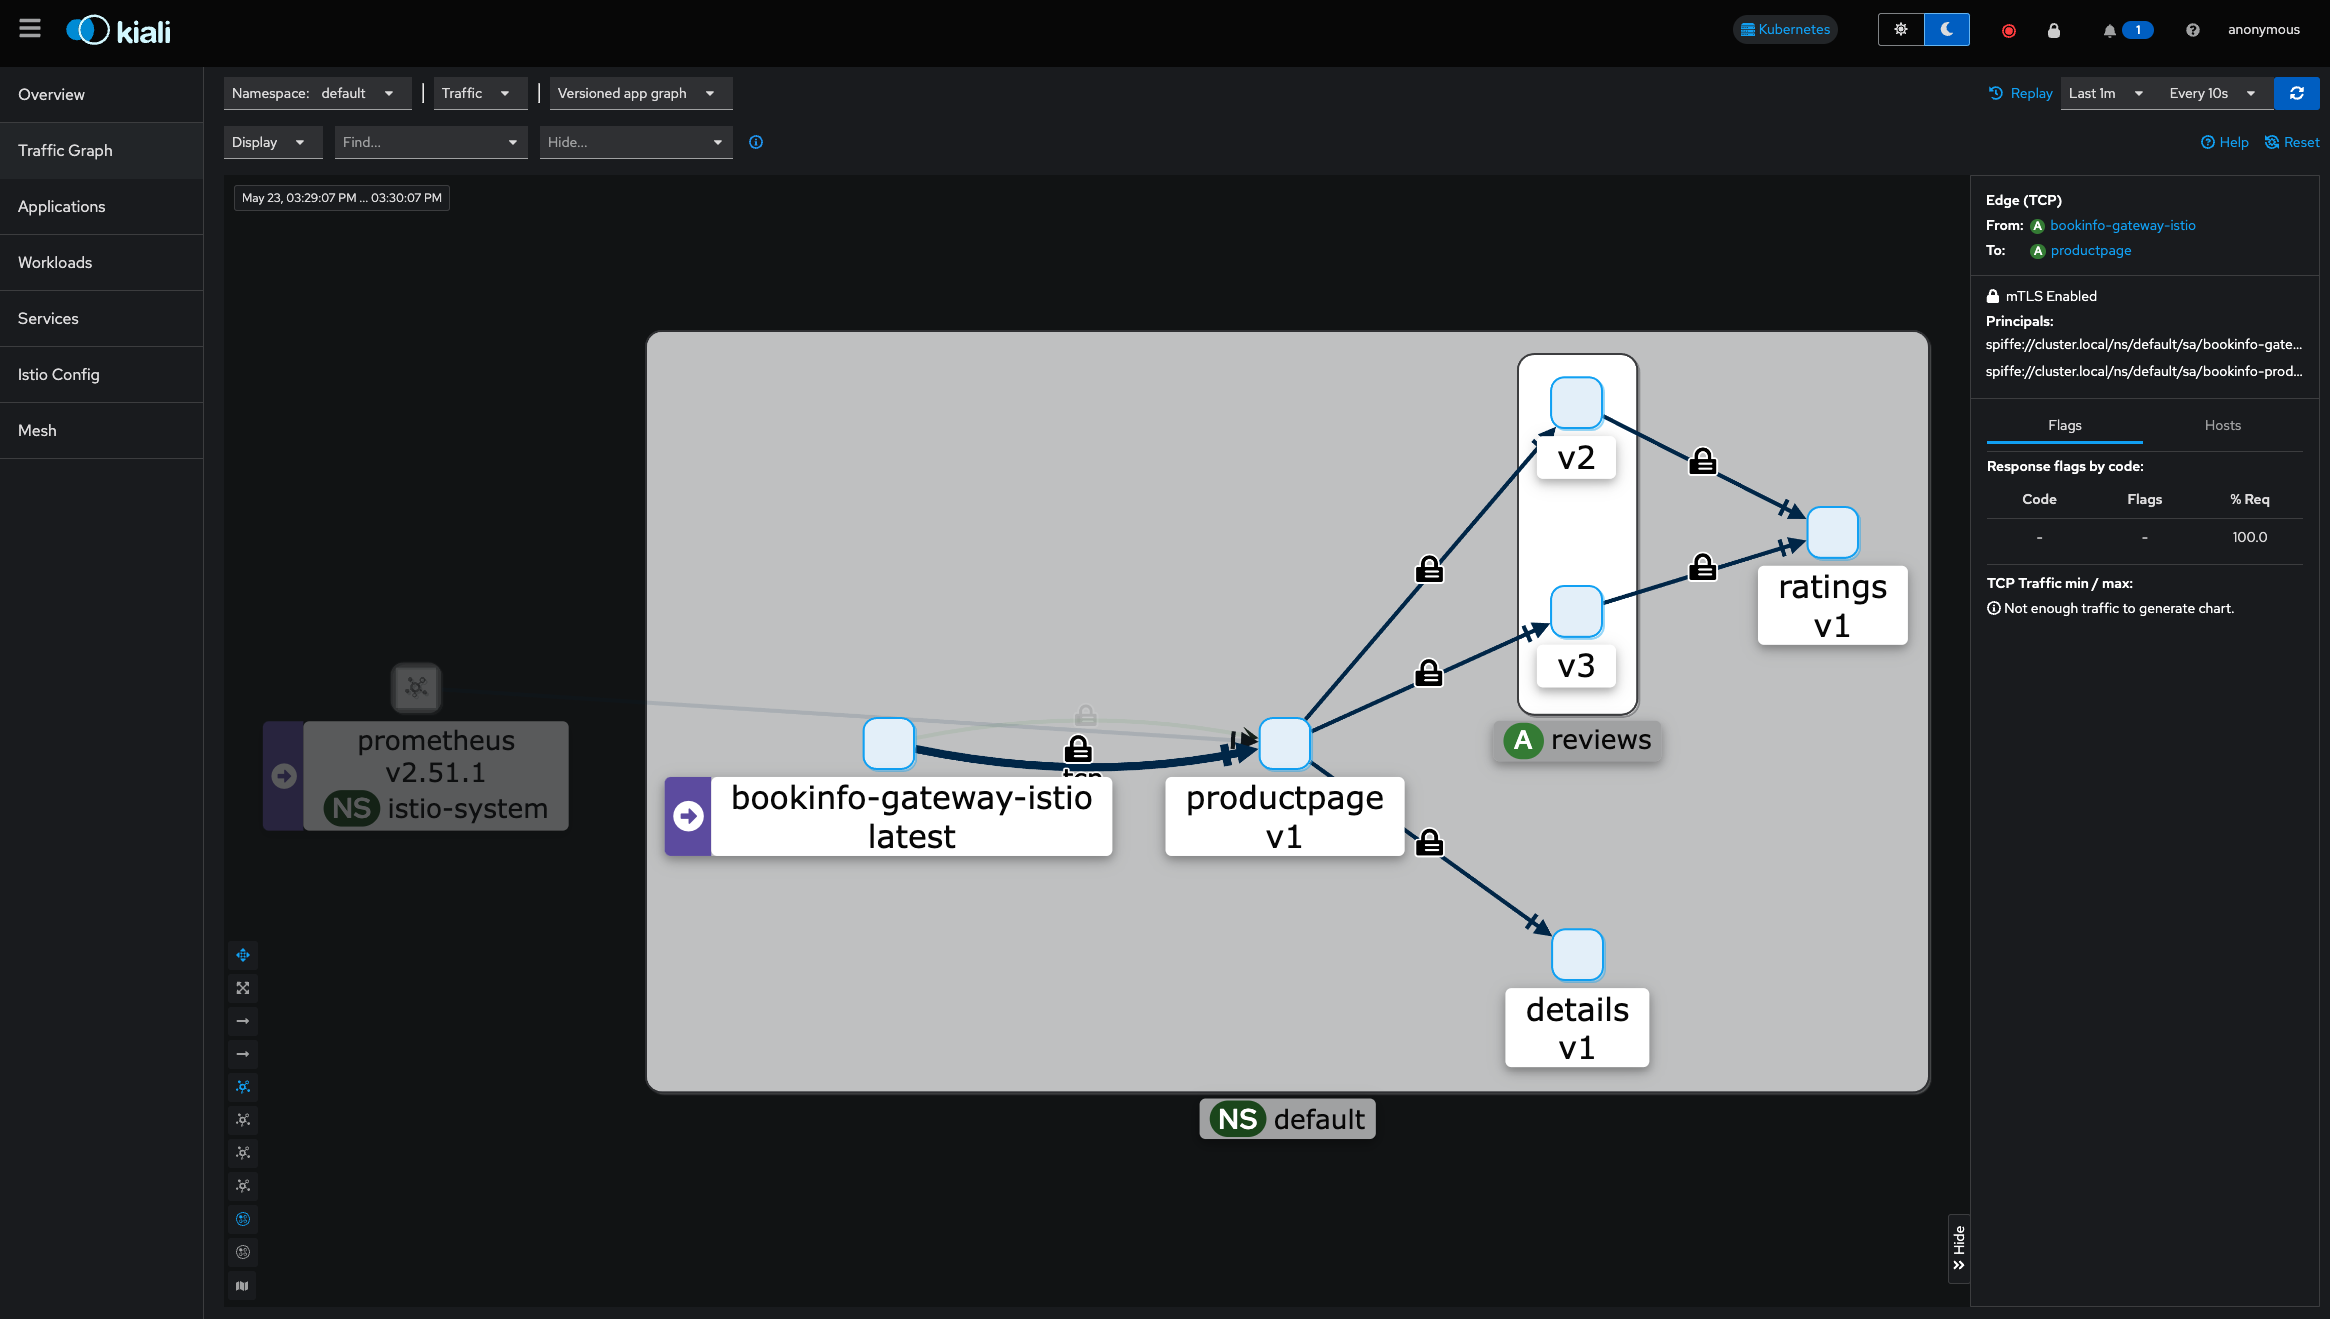 kiali
Kubernetes
1
anonymous
Overview
Traffic Graph
Applications
Workloads
Services
Istio Config
Mesh
Namespace: default
Traffic
Versioned app graph
Replay
Last 1m
Every 10s
Display
Find...
Hide...
Help
Reset
May 23, 03:29:07 PM ... 03:30:07 PM
v2
v3
A reviews
ratings
v1
prometheus
v2.51.1
NS istio-system
tcp
bookinfo-gateway-istio
latest
productpage
v1
details
v1
NS default
Hide
Edge (TCP)
From: A bookinfo-gateway-istio
To: A productpage
mTLS Enabled
Principals:
spiffe://cluster.local/ns/default/sa/bookinfo-gate...
spiffe://cluster.local/ns/default/sa/bookinfo-prod...
Flags Hosts
Response flags by code:
Code Flags % Req
- - 100.0
TCP Traffic min / max:
Not enough traffic to generate chart.